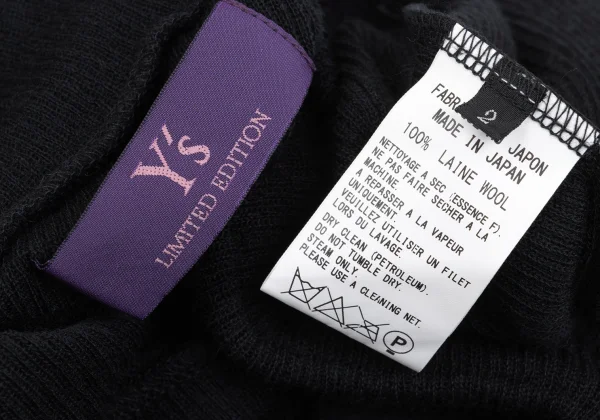 Y's
LIMITED EDITION
2
FABR JAPON
MADE IN JAPAN
100% LAINE WOOL
NETTOYAGE A SEC (ESSENCE F).
NE PAS FAIRE SECHER A LA
MACHINE.
A REPASSER A LA VAPEUR
UNIQUEMENT.
VEUILLEZ UTILISER UN FILET
LORS DU LAVAGE.
DRY CLEAN (PETROLEUM).
DO NOT TUMBLE DRY.
STEAM ONLY.
PLEASE USE A CLEANING NET.
P